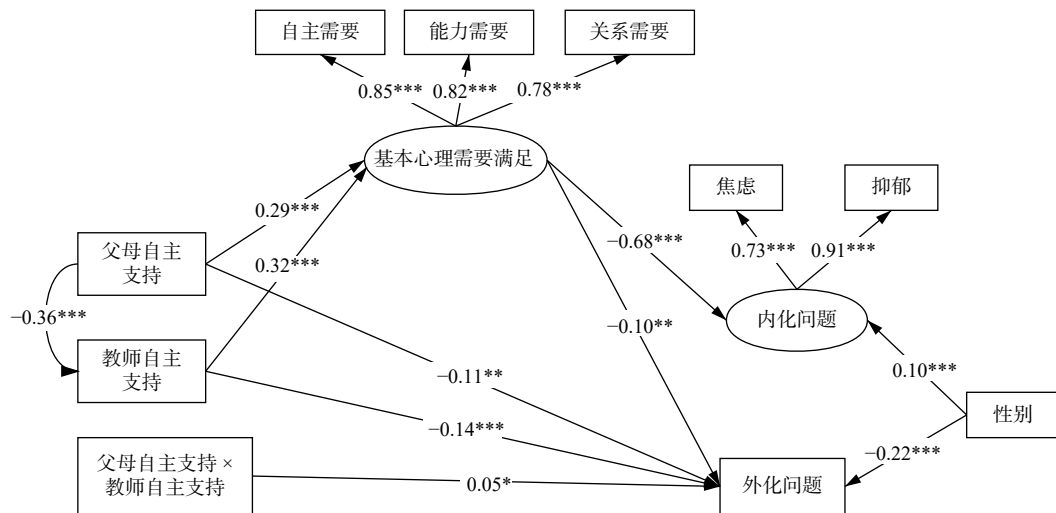 自主需要
能力需要
关系需要
0.85***
0.82***
0.78***
基本心理需要满足
焦虑
抑郁
0.29***
−0.68***
0.73***
0.91***
父母自主
支持
0.32***
−0.36***
−0.10**
内化问题
教师自主
支持
−0.11**
0.10***
性别
−0.14***
−0.22***
父母自主支持 ×
教师自主支持
0.05*
外化问题